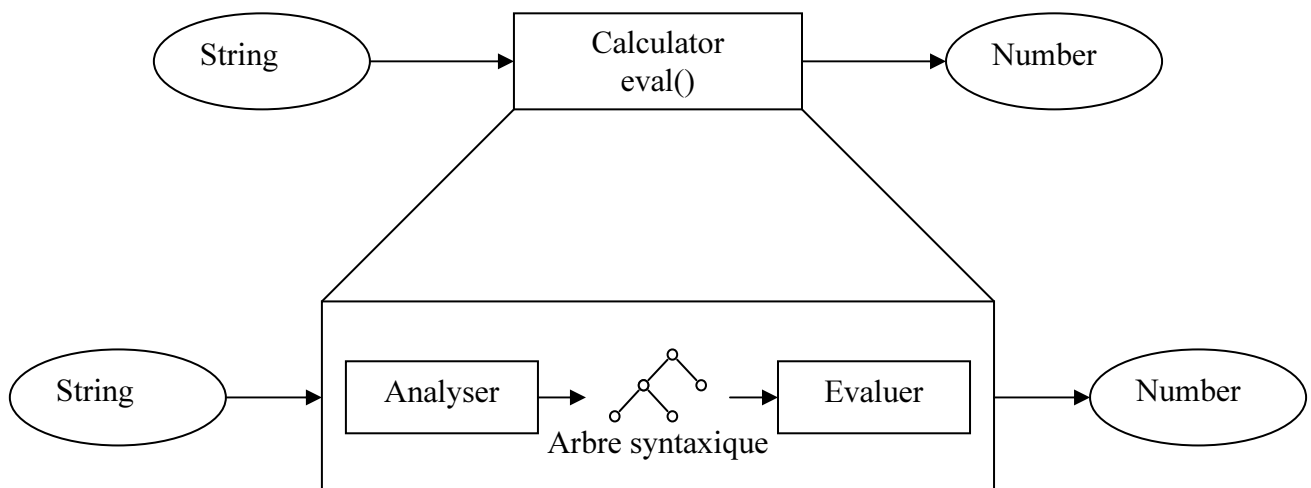 String
Calculator
eval()
Number
String
Analyser
Arbre syntaxique
Evaluer
Number